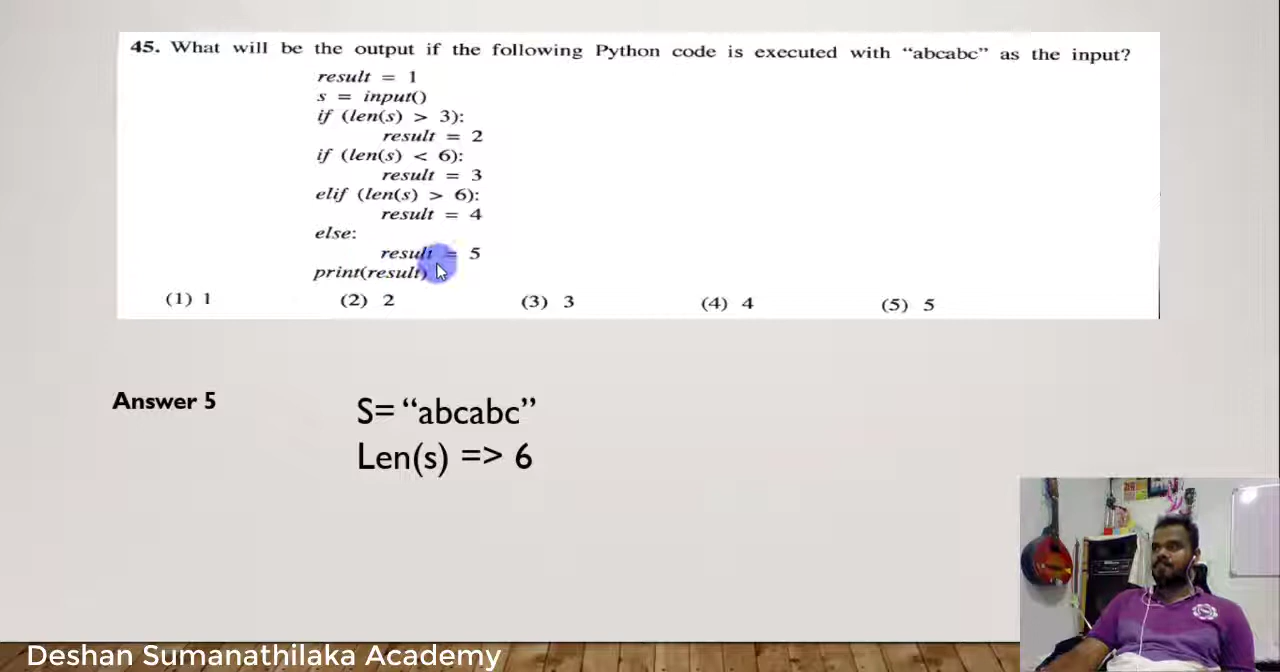 45. What will be the output if the following Python code is executed with “abcabc” as the input?
result = 1
s = input()
if (len(s) > 3):
result = 2
if (len(s) < 6):
result = 3
elif (len(s) > 6):
result = 4
else:
result = 5
print(result)
(1) 1 (2) 2 (3) 3 (4) 4 (5) 5
Answer 5
S= “abcabc”
Len(s) => 6
Deshan Sumanathilaka Academy